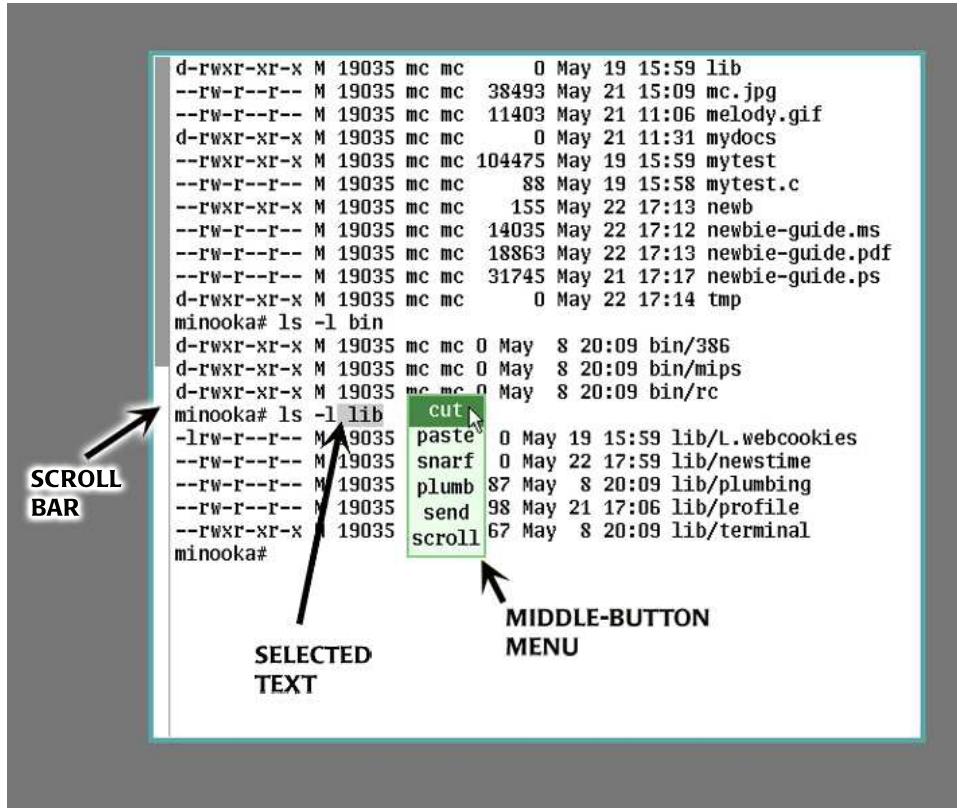 d-rwxr-xr-x M 19035 mc mc      0 May 19 15:59 lib
--rw-r--r-- M 19035 mc mc  38493 May 21 15:09 mc.jpg
--rw-r--r-- M 19035 mc mc  11403 May 21 11:06 melody.gif
d-rwxr-xr-x M 19035 mc mc      0 May 21 11:31 mydocs
--rwxr-xr-x M 19035 mc mc 104475 May 19 15:59 mytest
--rw-r--r-- M 19035 mc mc     88 May 19 15:58 mytest.c
--rwxr-xr-x M 19035 mc mc    155 May 22 17:13 newb
--rw-r--r-- M 19035 mc mc  14035 May 22 17:12 newbie-guide.ms
--rw-r--r-- M 19035 mc mc  18863 May 22 17:13 newbie-guide.pdf
--rw-r--r-- M 19035 mc mc  31745 May 21 17:17 newbie-guide.ps
d-rwxr-xr-x M 19035 mc mc      0 May 22 17:14 tmp
minooka# ls -l bin
d-rwxr-xr-x M 19035 mc mc 0 May  8 20:09 bin/386
d-rwxr-xr-x M 19035 mc mc 0 May  8 20:09 bin/mips
d-rwxr-xr-x M 19035 mc mc 0 May  8 20:09 bin/rc
minooka# ls -l lib
-lrw-r--r-- M 19035 0 May 19 15:59 lib/L.webcookies
--rw-r--r-- M 19035 0 May 22 17:59 lib/newstime
--rw-r--r-- M 19035 87 May  8 20:09 lib/plumbing
--rw-r--r-- M 19035 98 May 21 17:06 lib/profile
--rwxr-xr-x M 19035 67 May  8 20:09 lib/terminal
minooka#
cut
paste
snarf
plumb
send
scroll
SCROLL
BAR
SELECTED
TEXT
MIDDLE-BUTTON
MENU